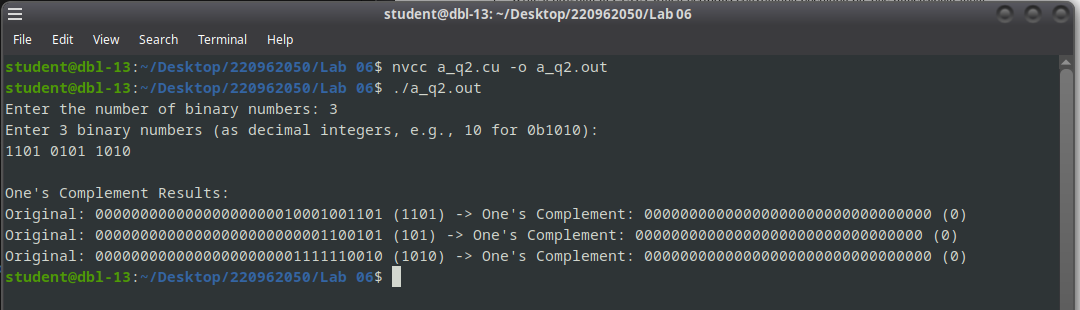 student@dbl-13: ~/Desktop/220962050/Lab 06
File Edit View Search Terminal Help
student@dbl-13:~/Desktop/220962050/Lab 06$ nvcc a_q2.cu -o a_q2.out
student@dbl-13:~/Desktop/220962050/Lab 06$ ./a_q2.out
Enter the number of binary numbers: 3
Enter 3 binary numbers (as decimal integers, e.g., 10 for 0b1010):
1101 0101 1010
One's Complement Results:
Original: 00000000000000000000010001001101 (1101) -> One's Complement: 00000000000000000000000000000000 (0)
Original: 00000000000000000000000001100101 (101) -> One's Complement: 00000000000000000000000000000000 (0)
Original: 00000000000000000000001111110010 (1010) -> One's Complement: 00000000000000000000000000000000 (0)
student@dbl-13:~/Desktop/220962050/Lab 06$